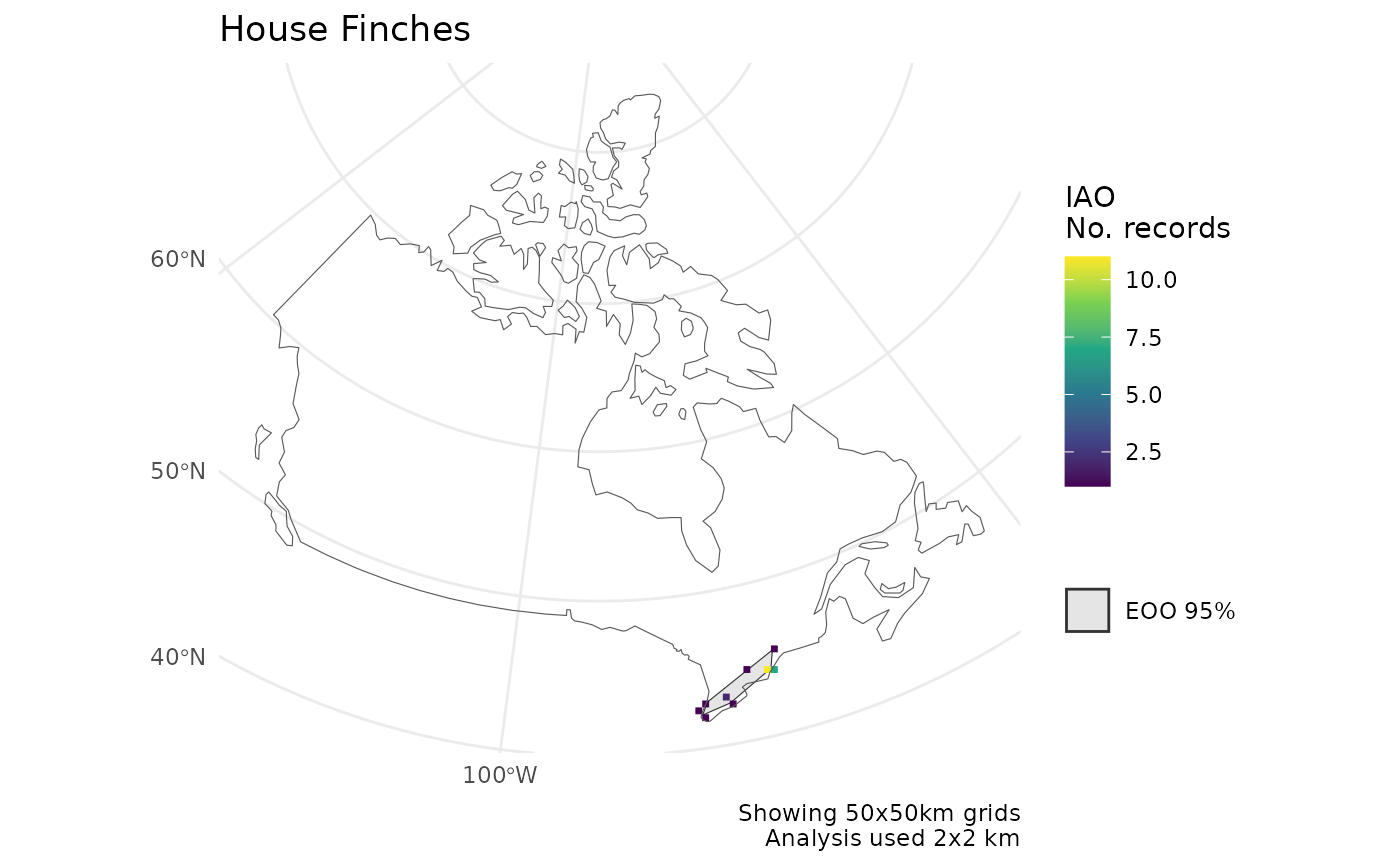 House Finches
60°N
50°N
40°N
100°W
IAO
No. records
10.0
7.5
5.0
2.5
EOO 95%
Showing 50x50km grids
Analysis used 2x2 km